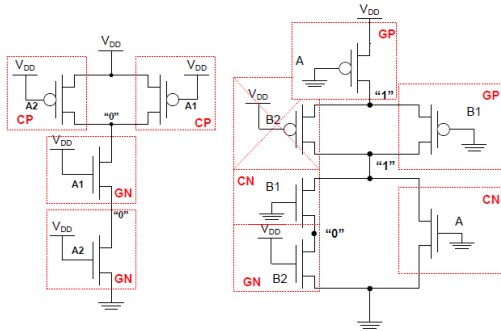 VDD
VDD
VDD
A2
CP
"0"
A1
CP
A1
GN
"0"
VDD
VDD
A2
GN
VDD
GP
A
VDD
"1"
GP
B2
B1
"1"
CN
B1
CN
A
VDD
"0"
B2
GN